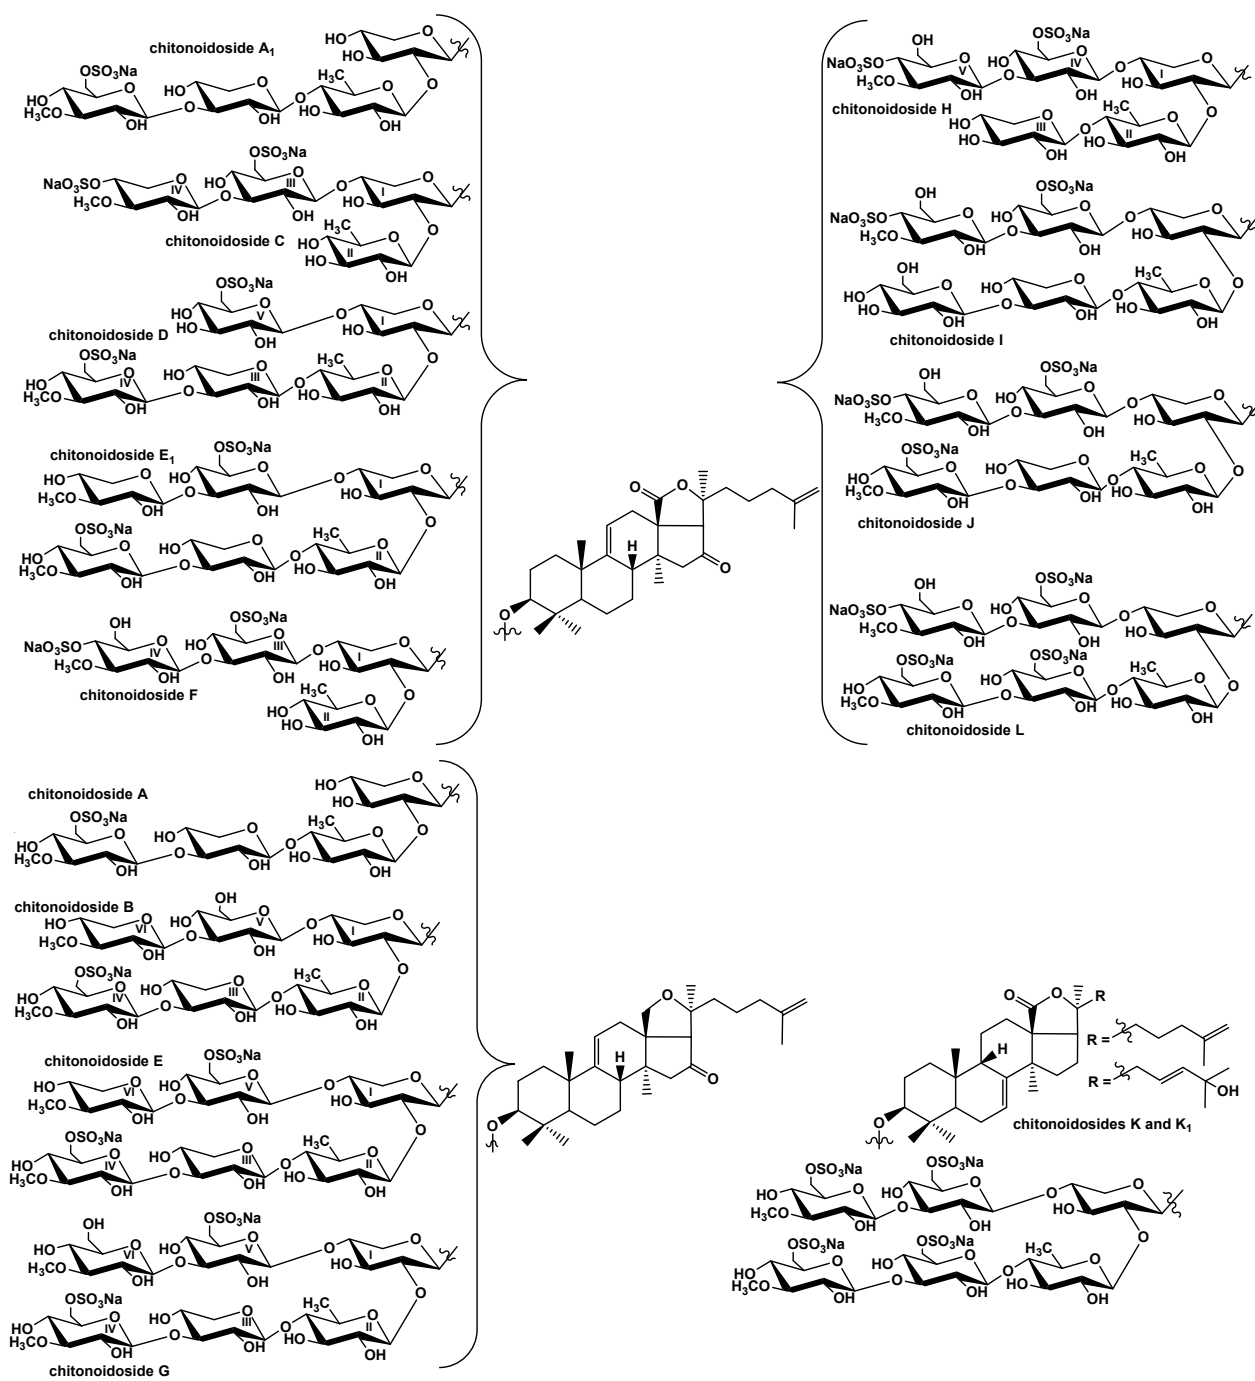 chitonoidoside A1
OSO3Na
HO
H3CO
O
OH
O
HO
O
OH
O
H3C
O
HO
OH
O
HO
HO
O
O
chitonoidoside C
NaO3SO
H3CO
O
IV
OH
O
OSO3Na
HO
O
III
OH
O
O
I
HO
O
O
H3C
HO
HO
O
II
OH
chitonoidoside D
OSO3Na
HO
HO
O
V
OH
O
O
I
HO
O
O
OSO3Na
HO
H3CO
O
IV
OH
O
HO
O
III
OH
O
H3C
O
II
HO
OH
chitonoidoside E1
HO
H3CO
O
OH
O
OSO3Na
HO
O
OH
O
O
I
HO
O
O
OSO3Na
HO
H3CO
O
OH
O
HO
O
OH
O
H3C
O
II
HO
OH
chitonoidoside F
OH
NaO3SO
H3CO
O
IV
OH
O
OSO3Na
HO
O
III
OH
O
O
I
HO
O
O
H3C
HO
HO
O
II
OH
O
O
H
O
O
chitonoidoside H
OH
NaO3SO
H3CO
O
V
OH
O
OSO3Na
HO
O
IV
OH
O
O
I
HO
O
O
HO
HO
O
III
OH
O
H3C
O
II
HO
OH
chitonoidoside I
OH
NaO3SO
H3CO
O
OH
O
OSO3Na
HO
O
OH
O
O
HO
O
O
OH
HO
HO
O
OH
O
HO
O
OH
O
H3C
O
HO
OH
chitonoidoside J
OH
NaO3SO
H3CO
O
OH
O
OSO3Na
HO
O
OH
O
O
HO
O
O
OSO3Na
HO
H3CO
O
OH
O
HO
O
OH
O
H3C
O
HO
OH
chitonoidoside L
OH
NaO3SO
H3CO
O
OH
O
OSO3Na
HO
O
OH
O
O
HO
O
O
OSO3Na
HO
H3CO
O
OH
O
OSO3Na
HO
O
OH
O
H3C
O
HO
OH
chitonoidoside A
OSO3Na
HO
H3CO
O
OH
O
HO
O
OH
O
H3C
O
HO
OH
O
HO
HO
O
O
chitonoidoside B
HO
H3CO
O
VI
OH
O
OH
HO
O
V
OH
O
O
I
HO
O
O
OSO3Na
HO
H3CO
O
IV
OH
O
HO
O
III
OH
O
H3C
O
II
HO
OH
chitonoidoside E
HO
H3CO
O
VI
OH
O
OSO3Na
HO
O
V
OH
O
O
I
HO
O
O
OSO3Na
HO
H3CO
O
IV
OH
O
HO
O
III
OH
O
H3C
O
II
HO
OH
chitonoidoside G
OH
HO
H3CO
O
VI
OH
O
OSO3Na
HO
O
V
OH
O
O
I
HO
O
O
OSO3Na
HO
H3CO
O
IV
OH
O
HO
O
III
OH
O
H3C
O
II
HO
OH
O
H
O
O
O
O
R
H
O
R =
R =
OH
chitonoidosides K and K1
OSO3Na
HO
H3CO
O
OH
O
OSO3Na
HO
O
OH
O
O
HO
O
O
OSO3Na
HO
H3CO
O
OH
O
OSO3Na
HO
O
OH
O
H3C
O
HO
OH